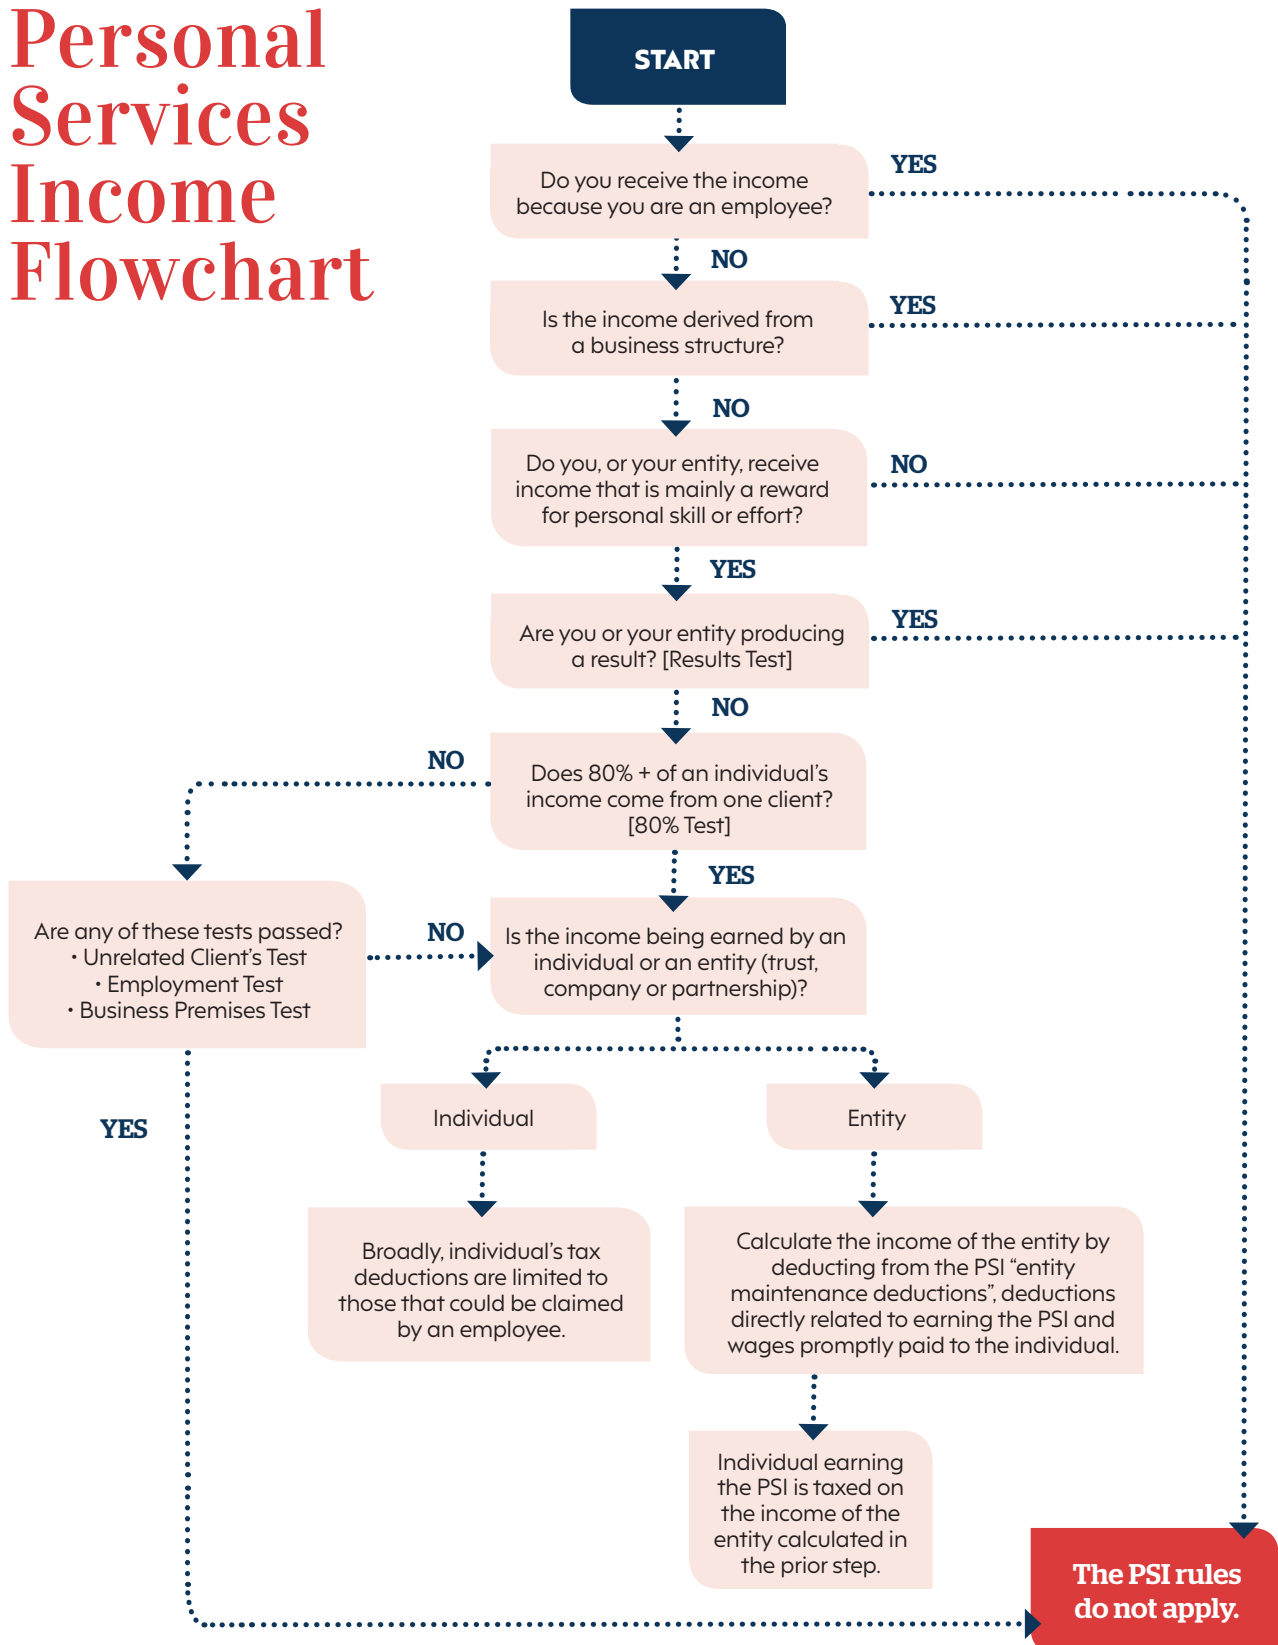 Personal
Services
Income
Flowchart
START
Do you receive the income
because you are an employee?
YES
NO
Is the income derived from
a business structure?
YES
NO
Do you, or your entity, receive
income that is mainly a reward
for personal skill or effort?
NO
YES
Are you or your entity producing
a result? [Results Test]
YES
NO
Does 80% + of an individual's
income come from one client?
[80% Test]
NO
YES
Are any of these tests passed?
• Unrelated Client's Test
• Employment Test
• Business Premises Test
NO
YES
Is the income being earned by an
individual or an entity (trust,
company or partnership)?
Individual
Entity
Broadly, individual's tax
deductions are limited to
those that could be claimed
by an employee.
Calculate the income of the entity by
deducting from the PSI “entity
maintenance deductions”, deductions
directly related to earning the PSI and
wages promptly paid to the individual.
Individual earning
the PSI is taxed on
the income of the
entity calculated in
the prior step.
The PSI rules
do not apply.